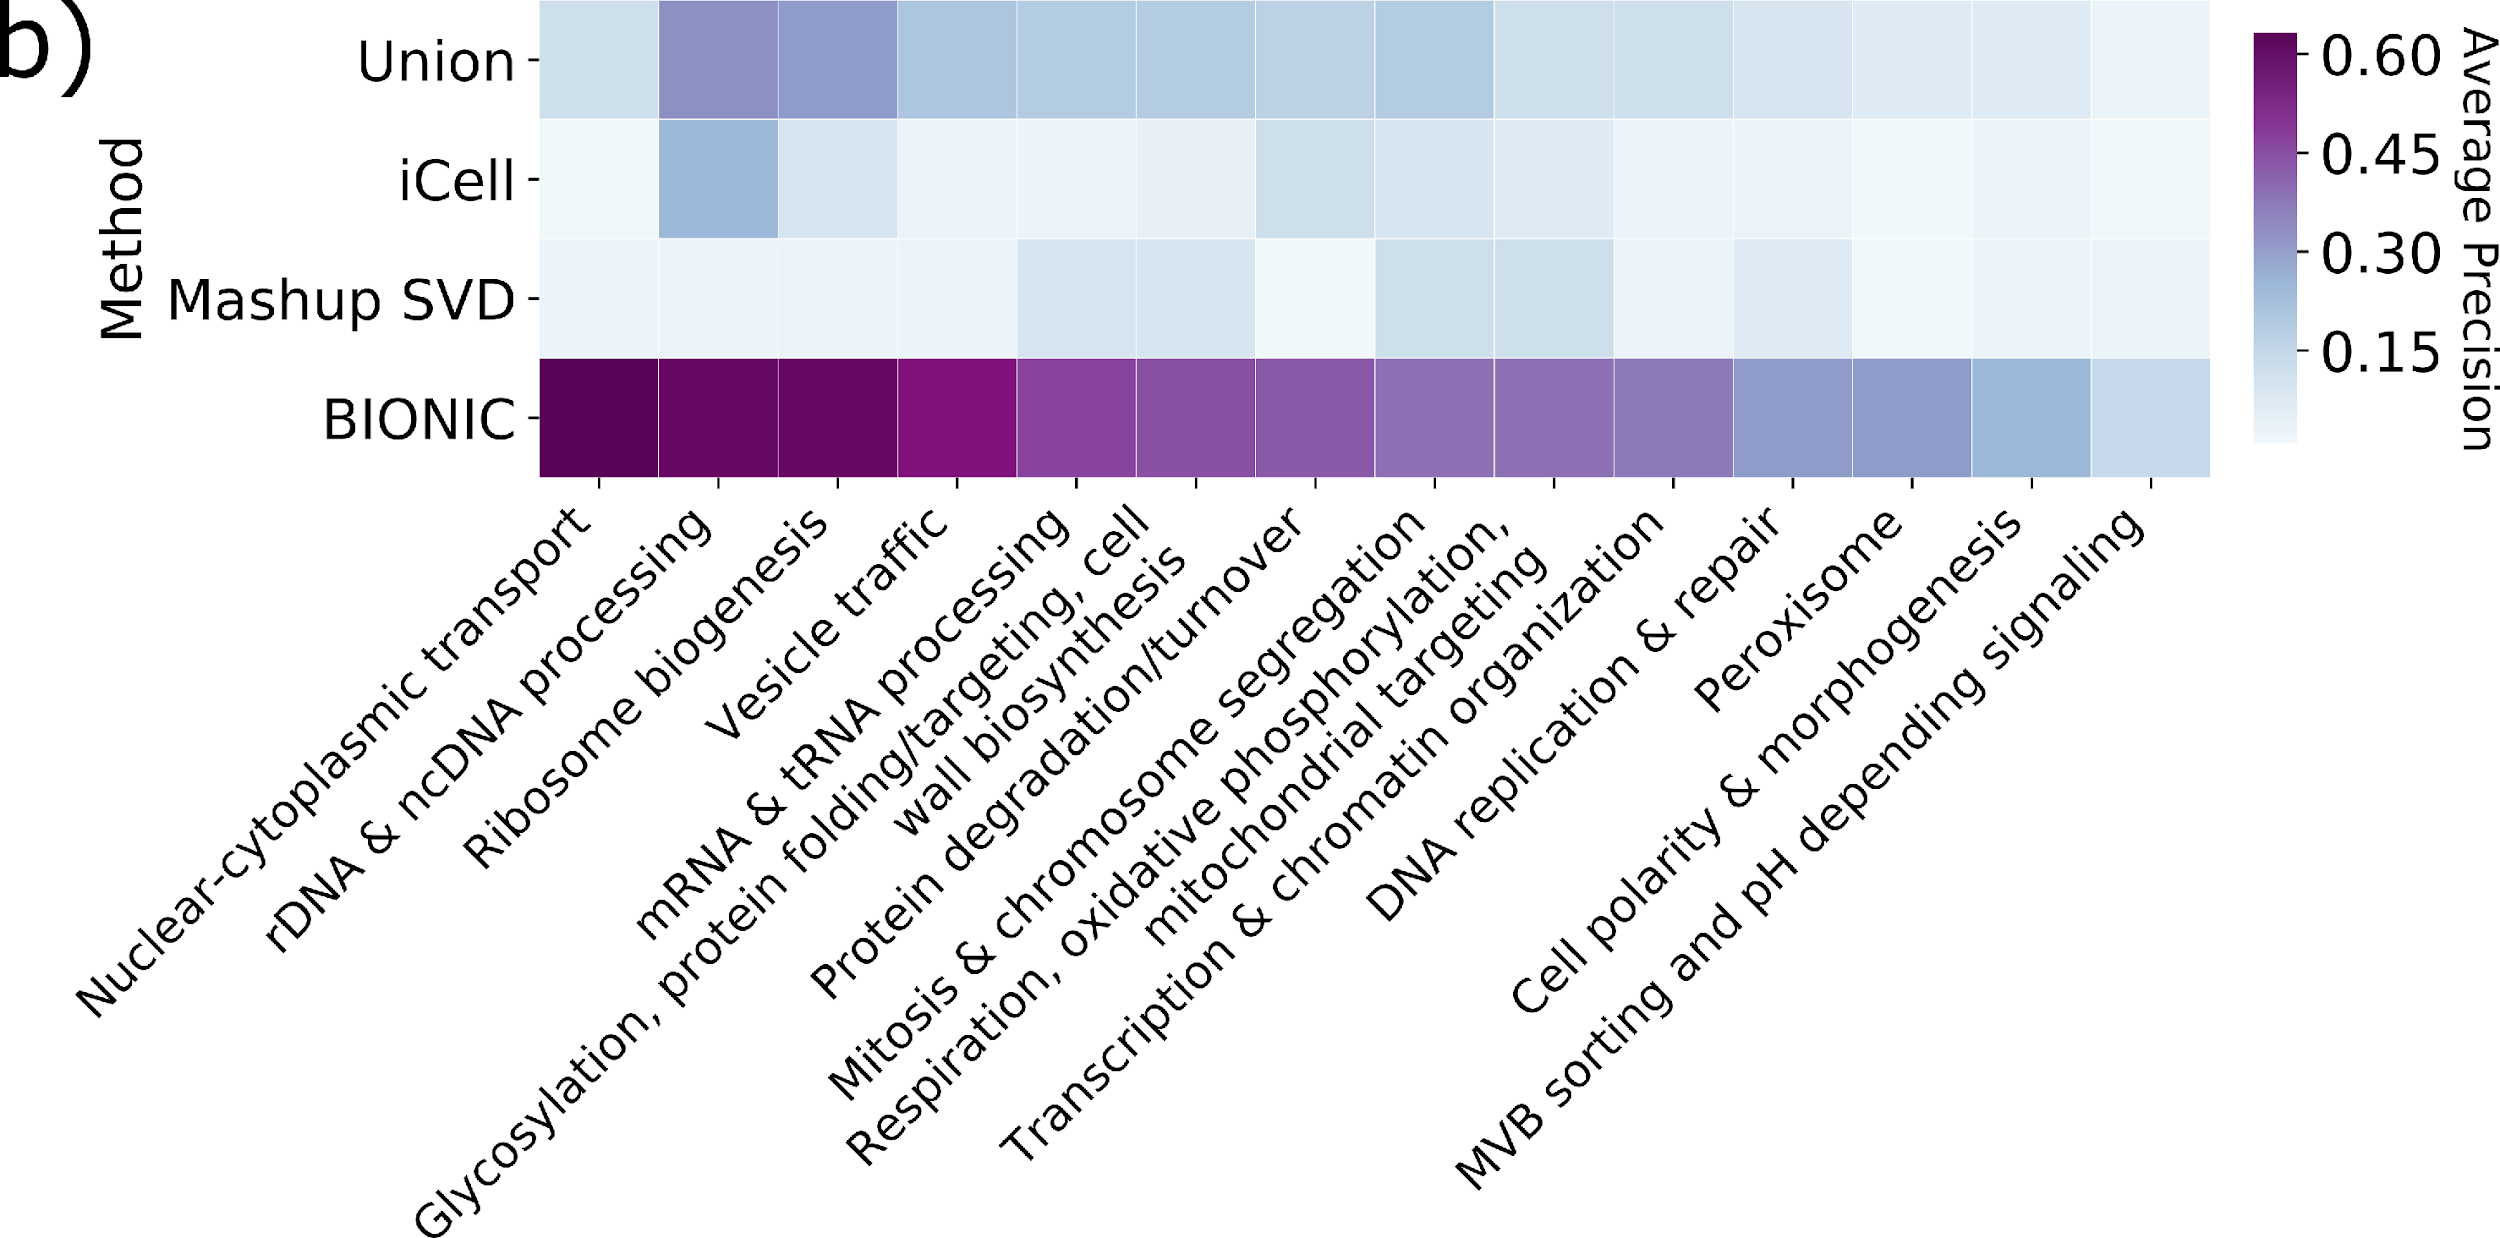 b)
Method
Union
iCell
Mashup SVD
BIONIC
0.60
0.45
0.30
0.15
Average Precision
Nuclear-cytoplasmic transport
rDNA & ncDNA processing
Ribosome biogenesis
Vesicle traffic
mRNA & tRNA processing
Glycosylation, protein folding/targeting, cell
wall biosynthesis
Protein degradation/turnover
Mitosis & chromosome segregation
Respiration, oxidative phosphorylation,
mitochondrial targeting
Transcription & chromatin organization
DNA replication & repair
Peroxisome
Cell polarity & morphogenesis
MVB sorting and pH depending signaling